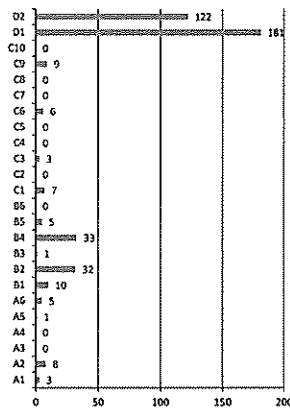 D2 122
D1 181
C10 0
C9 9
C8 0
C7 0
C6 6
C5 0
C4 0
C3 3
C2 0
C1 7
B6 0
B5 5
B4 33
B3 1
B2 32
B1 10
A6 5
A5 1
A4 0
A3 0
A2 8
A1 3
0 50 100 150 200